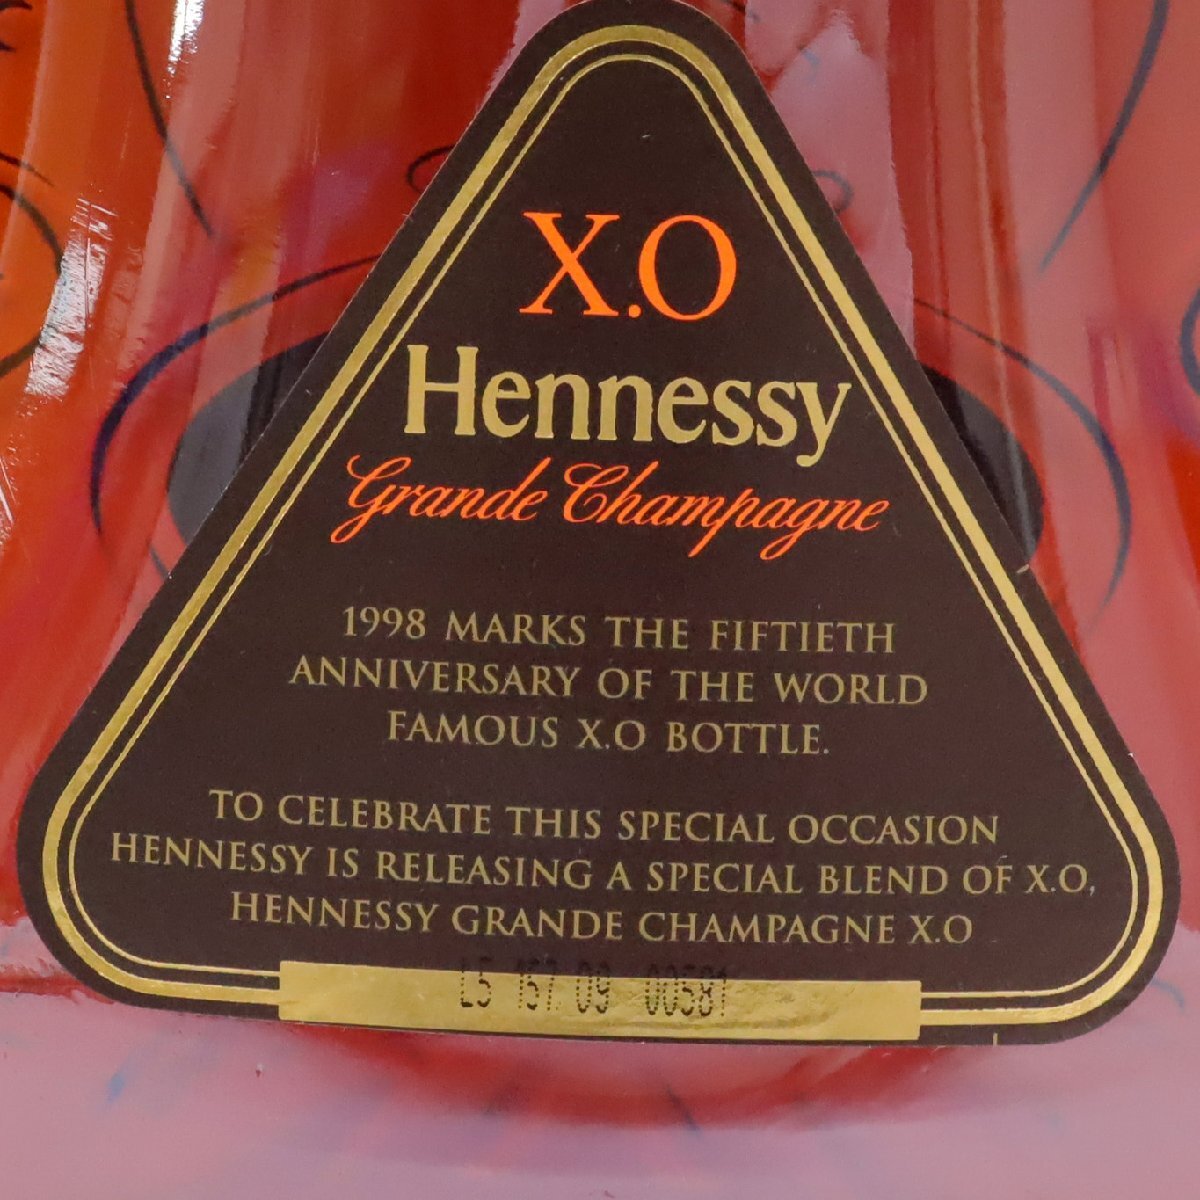 X.O
Hennessy
Grande Champagne
1998 MARKS THE FIFTIETH
ANNIVERSARY OF THE WORLD
FAMOUS X.O BOTTLE.
TO CELEBRATE THIS SPECIAL OCCASION
HENNESSY IS RELEASING A SPECIAL BLEND OF X.O,
HENNESSY GRANDE CHAMPAGNE X.O
L5 157 09 00581